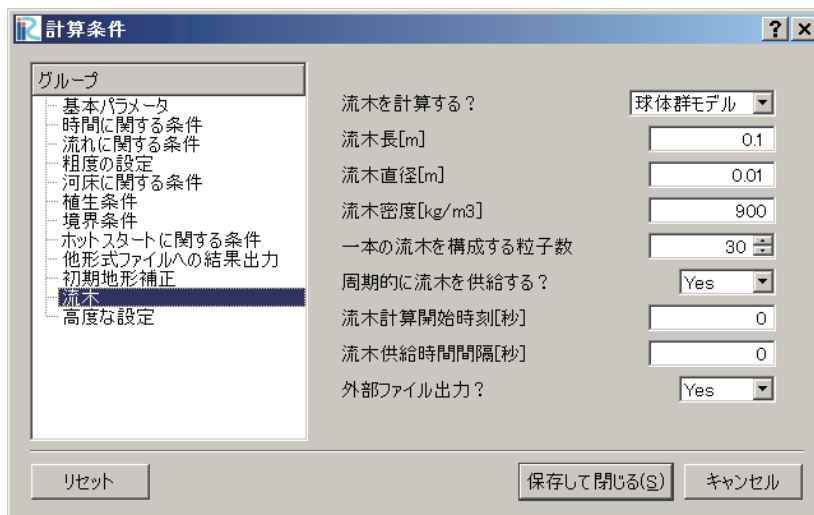 計算条件
グループ
基本パラメータ
時間に関する条件
流れに関する条件
粗度の設定
河床に関する条件
植生条件
境界条件
ホットスタートに関する条件
他形式ファイルへの結果出力
初期地形補正
流木
高度な設定
流木を計算する？ 球体群モデル
流木長[m] 0.1
流木直径[m] 0.01
流木密度[kg/m3] 900
一本の流木を構成する粒子数 30
周期的に流木を供給する？ Yes
流木計算開始時刻[秒] 0
流木供給時間間隔[秒] 0
外部ファイル出力？ Yes
リセット 保存して閉じる(S) キャンセル